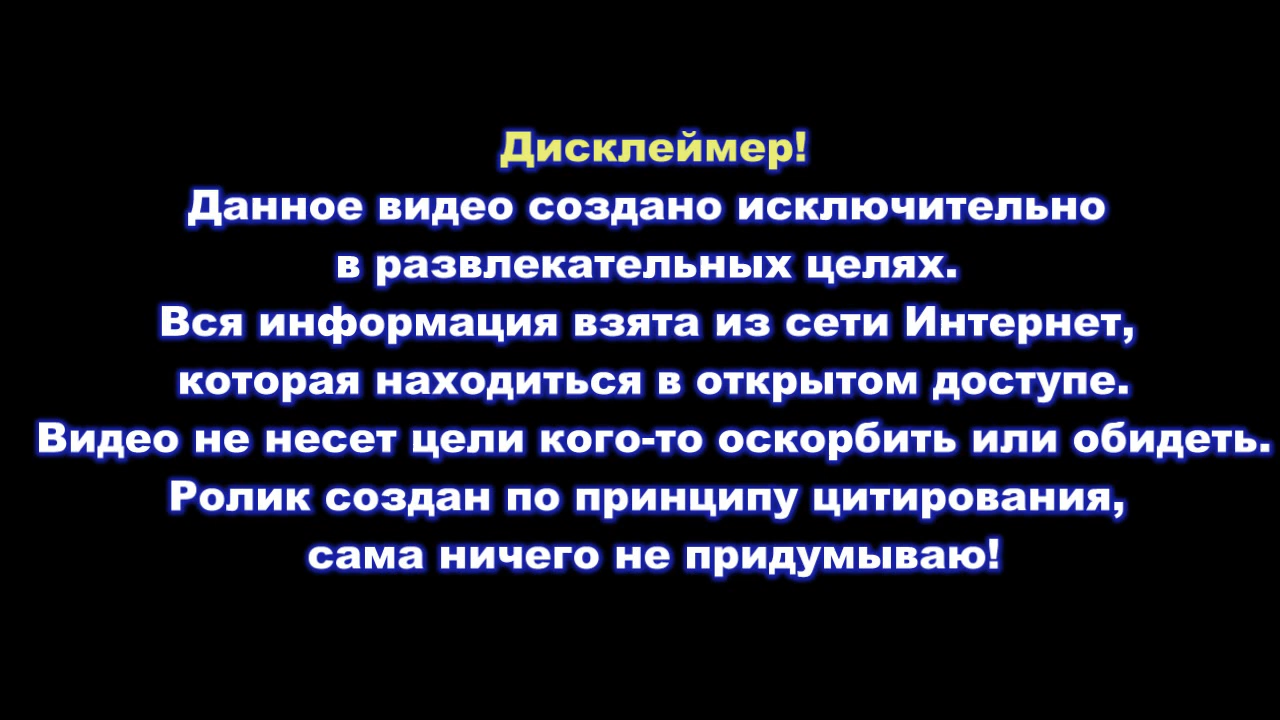 Дисклеймер!
Данное видео создано исключительно
в развлекательных целях.
Вся информация взята из сети Интернет,
которая находиться в открытом доступе.
Видео не несет цели кого-то оскорбить или обидеть.
Ролик создан по принципу цитирования,
сама ничего не придумываю!